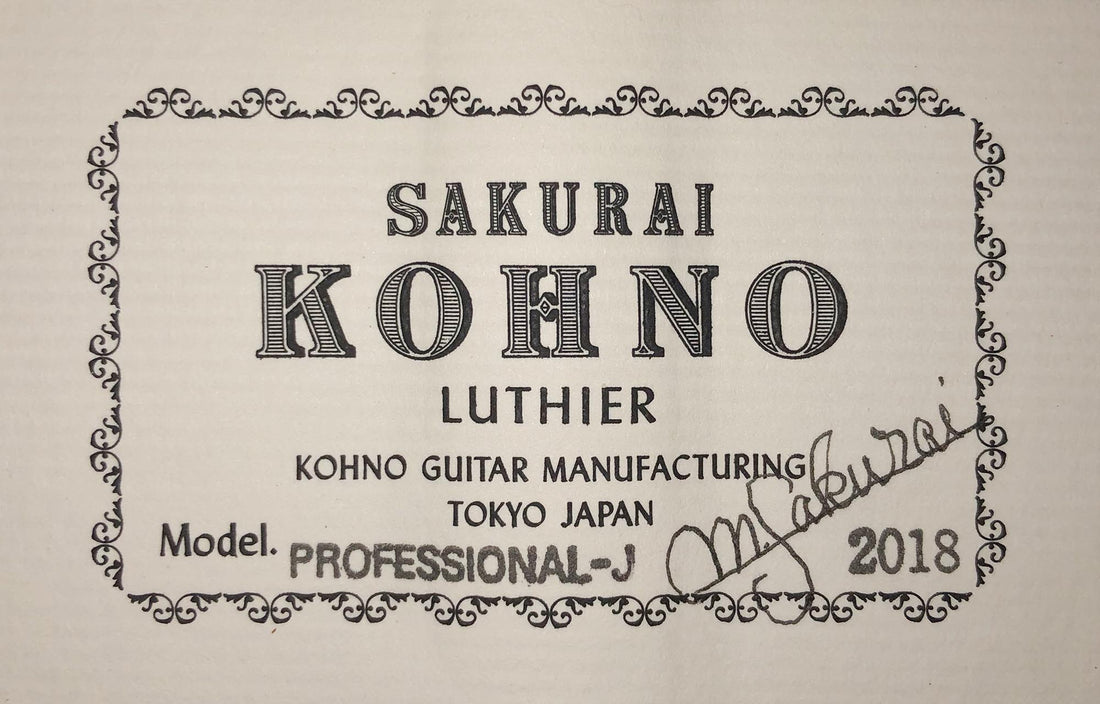 SAKURAI
KOHNO
LUTHIER
KOHNO GUITAR MANUFACTURING
TOKYO JAPAN
M. Sakurai
Model. PROFESSIONAL-J 2018